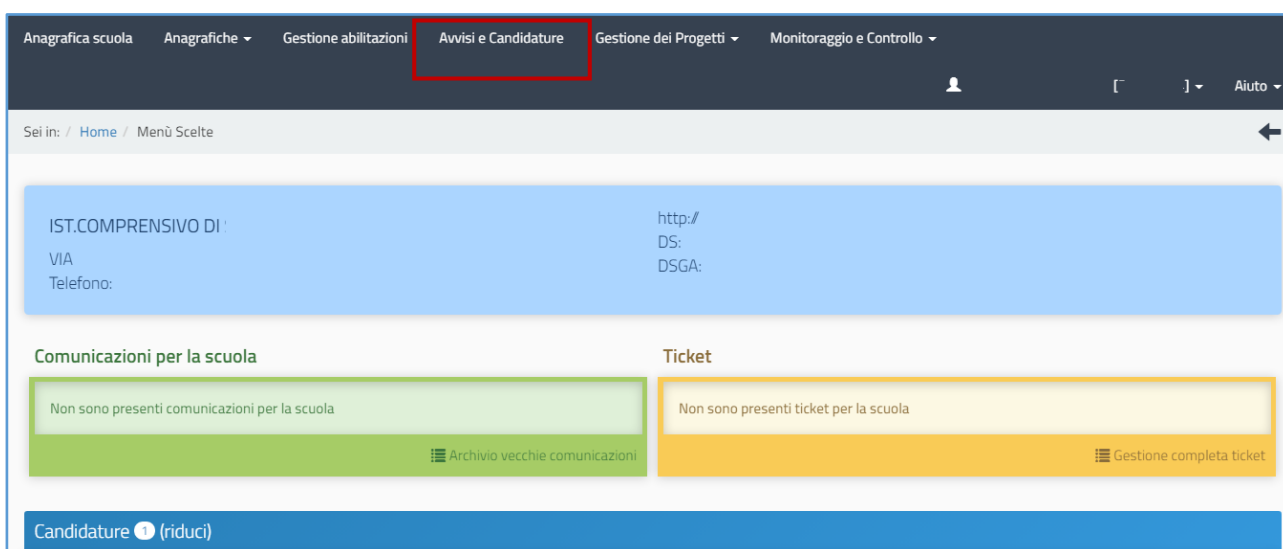 Anagrafica scuola Anagrafiche Gestione abilitazioni Avvisi e Candidature Gestione dei Progetti Monitoraggio e Controllo
[ ] Aiuto
Sei in: / Home / Menù Scelte
IST.COMPRENSIVO DI
VIA
Telefono:
http://
DS:
DSGA:
Comunicazioni per la scuola
Non sono presenti comunicazioni per la scuola
Archivio vecchie comunicazioni
Ticket
Non sono presenti ticket per la scuola
Gestione completa ticket
Candidature 1 (riduci)